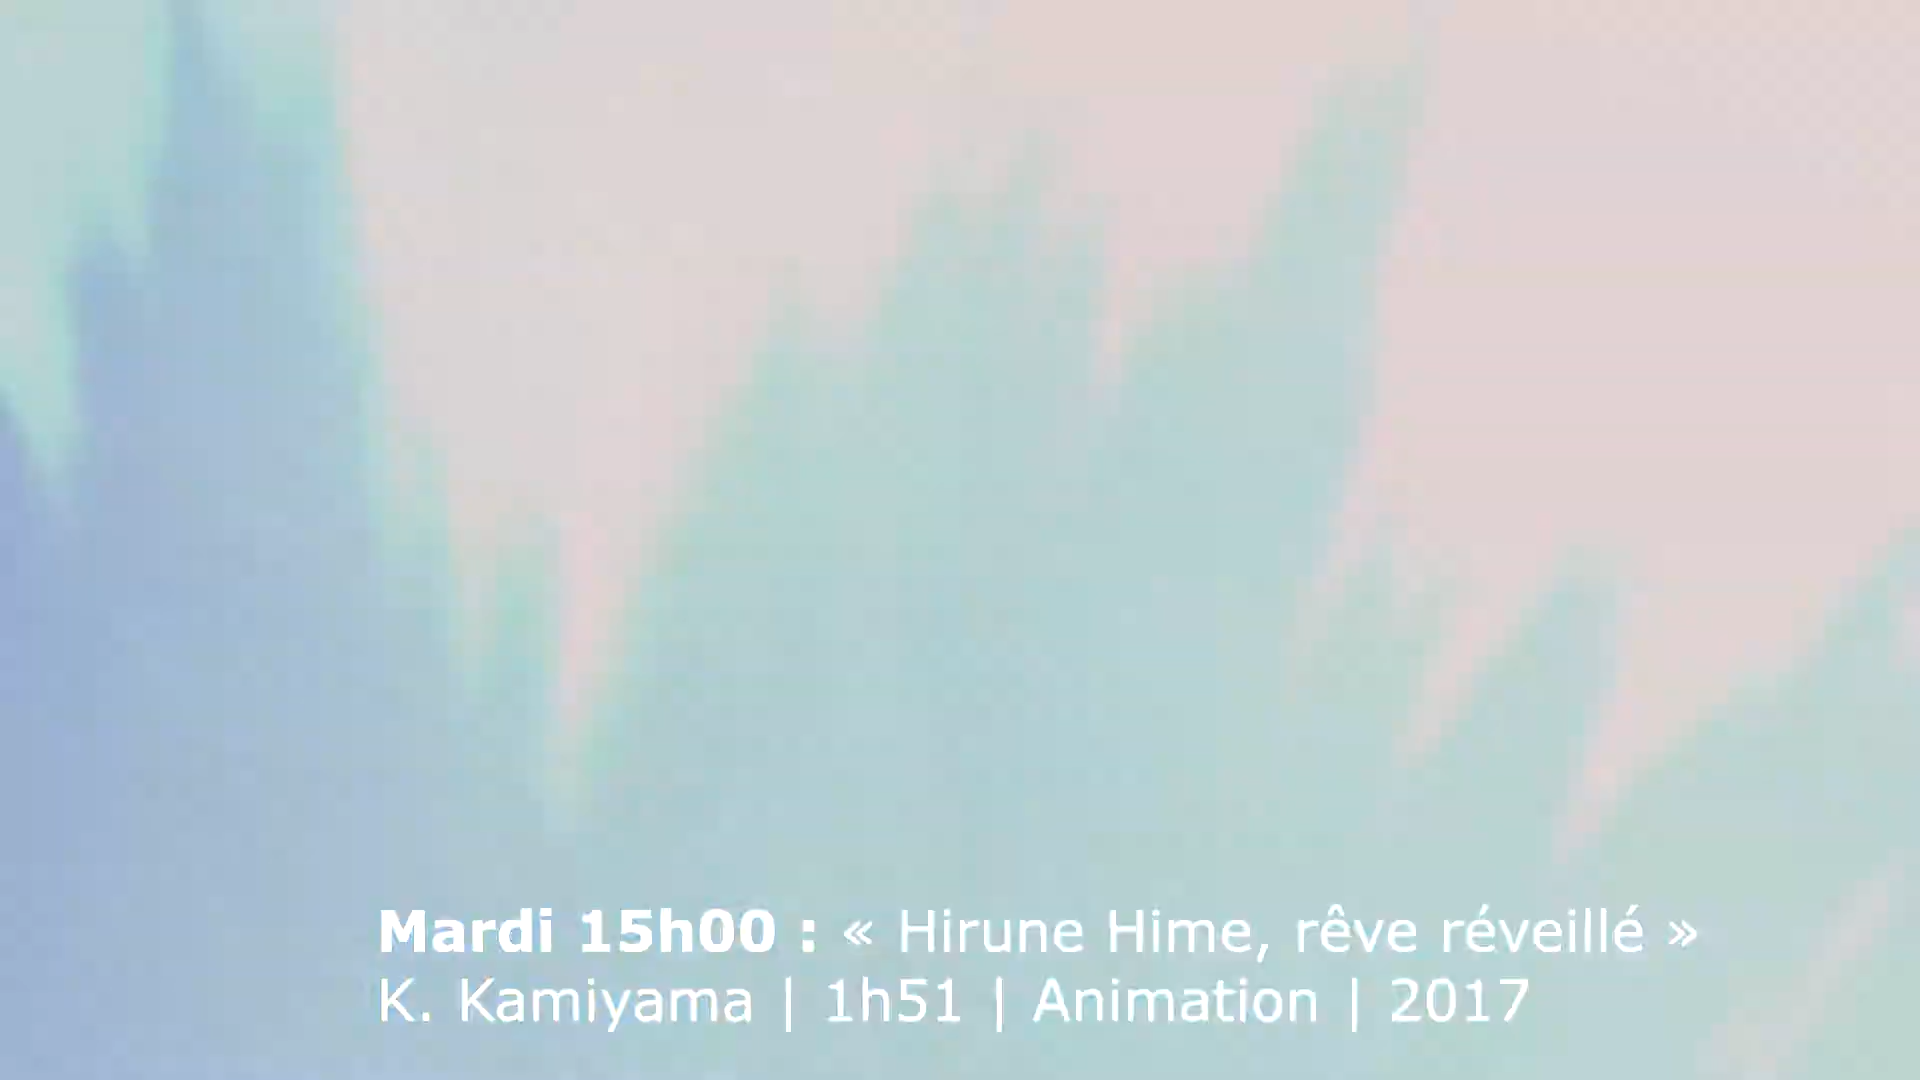 Mardi 15h00 : « Hirune Hime, rêve réveillé »
K. Kamiyama | 1h51 | Animation | 2017